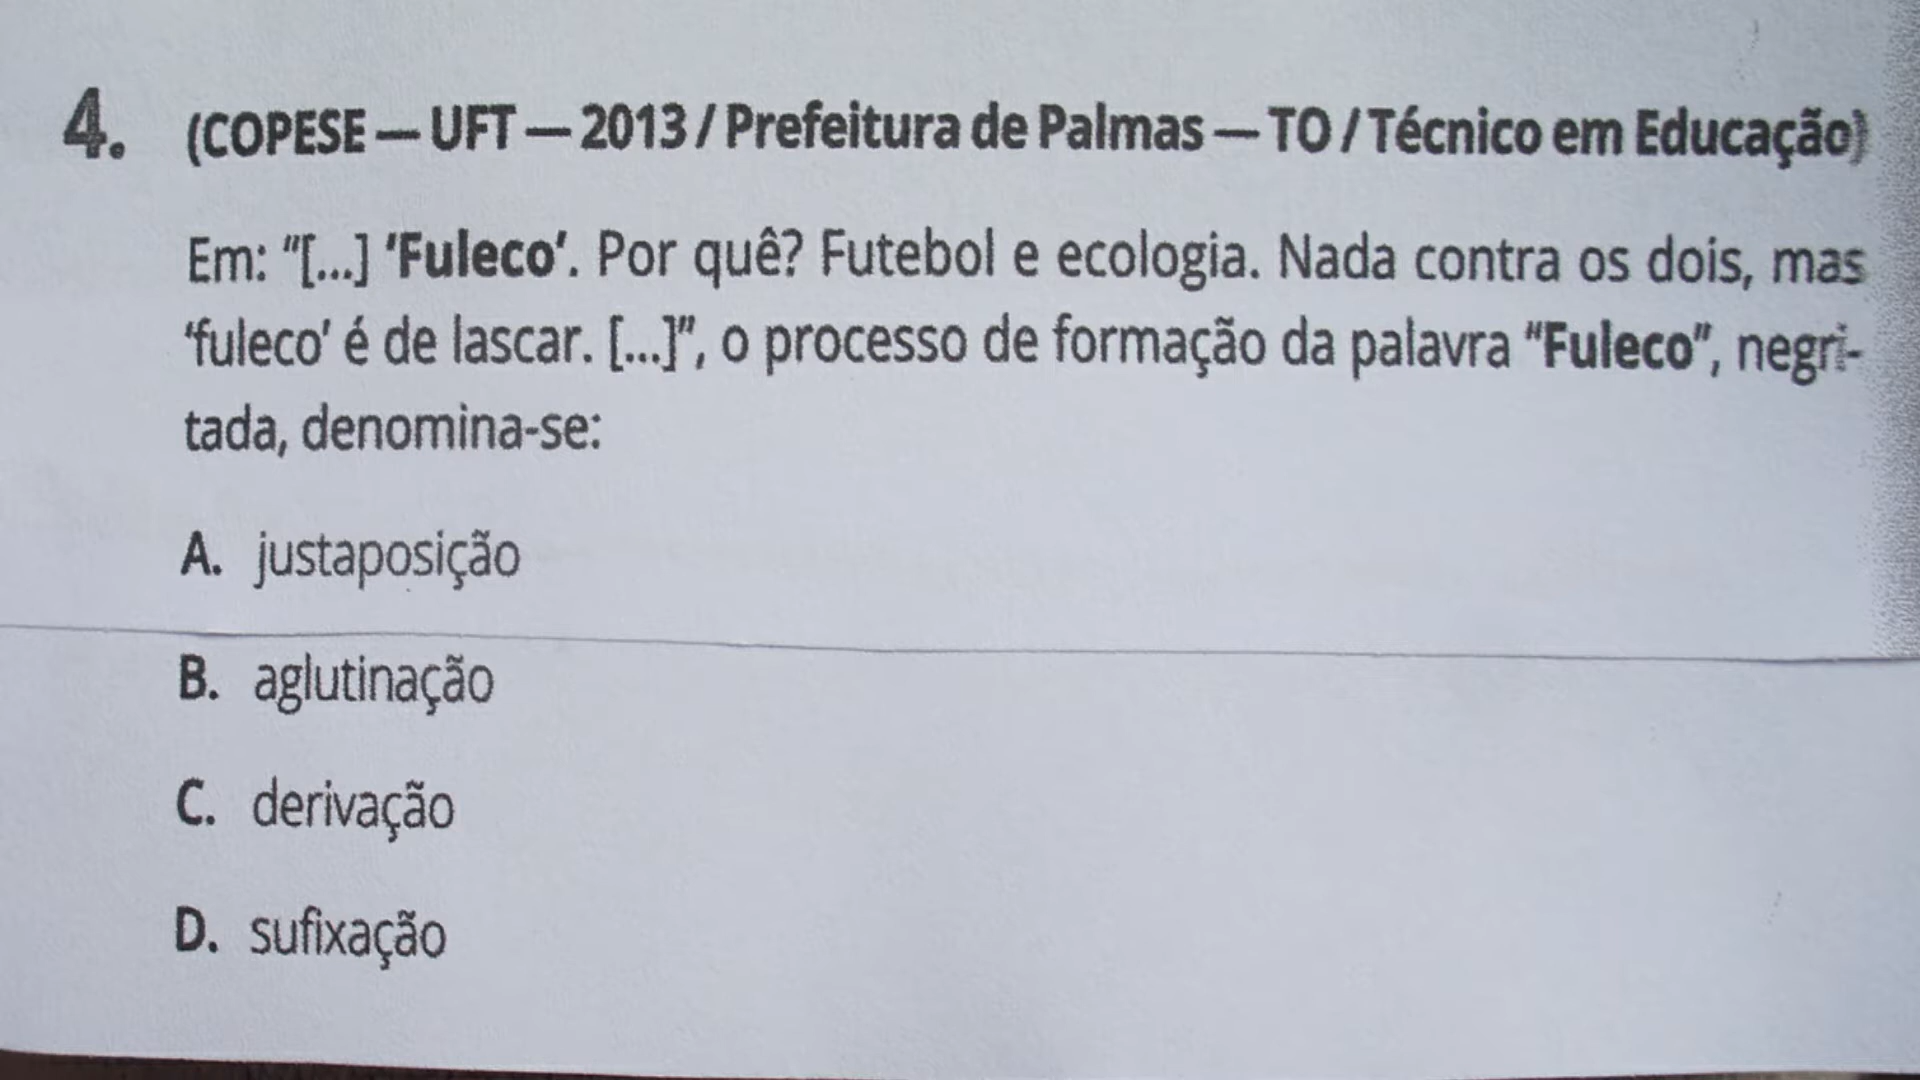 4. (COPESE — UFT — 2013 / Prefeitura de Palmas — TO / Técnico em Educação)
Em: “[...] ‘Fuleco’. Por quê? Futebol e ecologia. Nada contra os dois, mas
‘fuleco’ é de lascar. [...]”, o processo de formação da palavra “Fuleco”, negri-
tada, denomina-se:
A. justaposição
B. aglutinação
C. derivação
D. sufixação